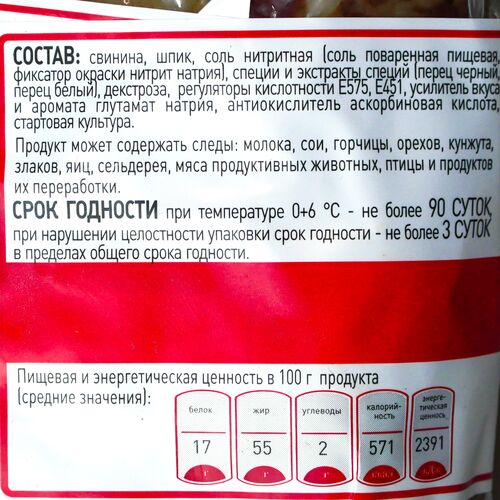 СОСТАВ: свинина, шпик, соль нитритная (соль поваренная пищевая,
фиксатор окраски нитрит натрия), специи и экстракты специй (перец черный,
перец белый), декстроза, регуляторы кислотности Е575, Е451, усилитель вкуса
и аромата глутамат натрия, антиокислитель аскорбиновая кислота,
стартовая культура.
Продукт может содержать следы: молока, сои, горчицы, орехов, кунжута,
злаков, яиц, сельдерея, мяса продуктивных животных, птицы и продуктов
их переработки.
СРОК ГОДНОСТИ при температуре 0+6 °С - не более 90 СУТОК,
при нарушении целостности упаковки срок годности - не более 3 СУТОК
в пределах общего срока годности.
Пищевая и энергетическая ценность в 100 г продукта
(средние значения):
белок
жир
углеводы
калорий-
ность
энерге-
тическая
ценнось
17
55
2
571
2391
г
г
г
ккал
кДж